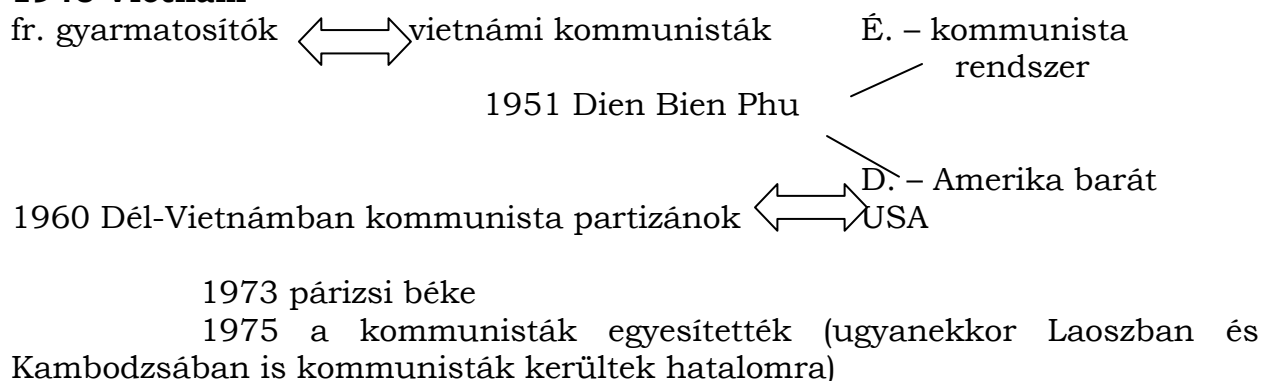 fr. gyarmatosítók vietnámi kommunisták É. – kommunista
rendszer
1951 Dien Bien Phu
D. – Amerika barát
1960 Dél-Vietnámban kommunista partizánok USA
1973 párizsi béke
1975 a kommunisták egyesítették (ugyanekkor Laoszban és
Kambodzsában is kommunisták kerültek hatalomra)